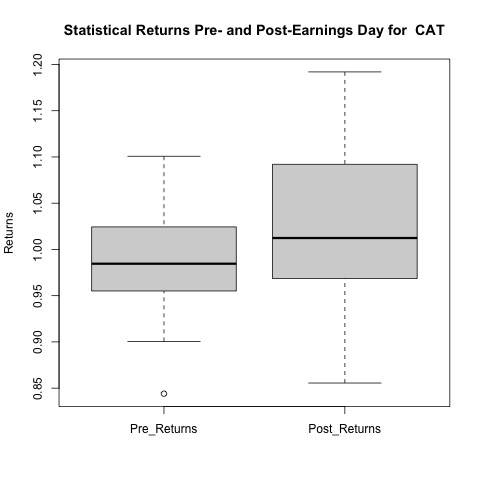 Statistical Returns Pre- and Post-Earnings Day for CAT
Returns
1.20
1.15
1.10
1.05
1.00
0.95
0.90
0.85
Pre_Returns
Post_Returns